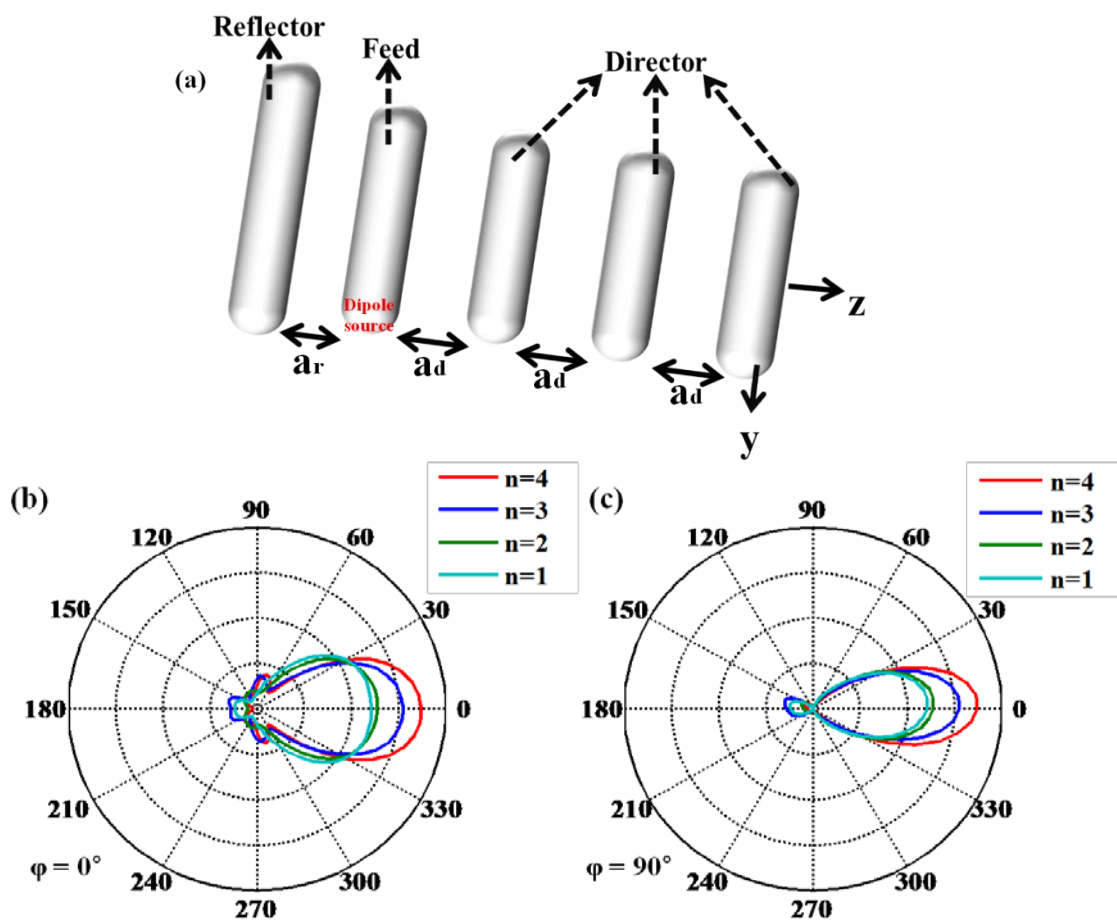 Reflector
Feed
Director
(a)
Dipole
source
ar
ad
ad
ad
z
y
(b)
n=4
n=3
n=2
n=1
90
120
60
150
30
180
0
210
330
240
300
270
φ = 0°
(c)
n=4
n=3
n=2
n=1
90
120
60
150
30
180
0
210
330
240
300
270
φ = 90°